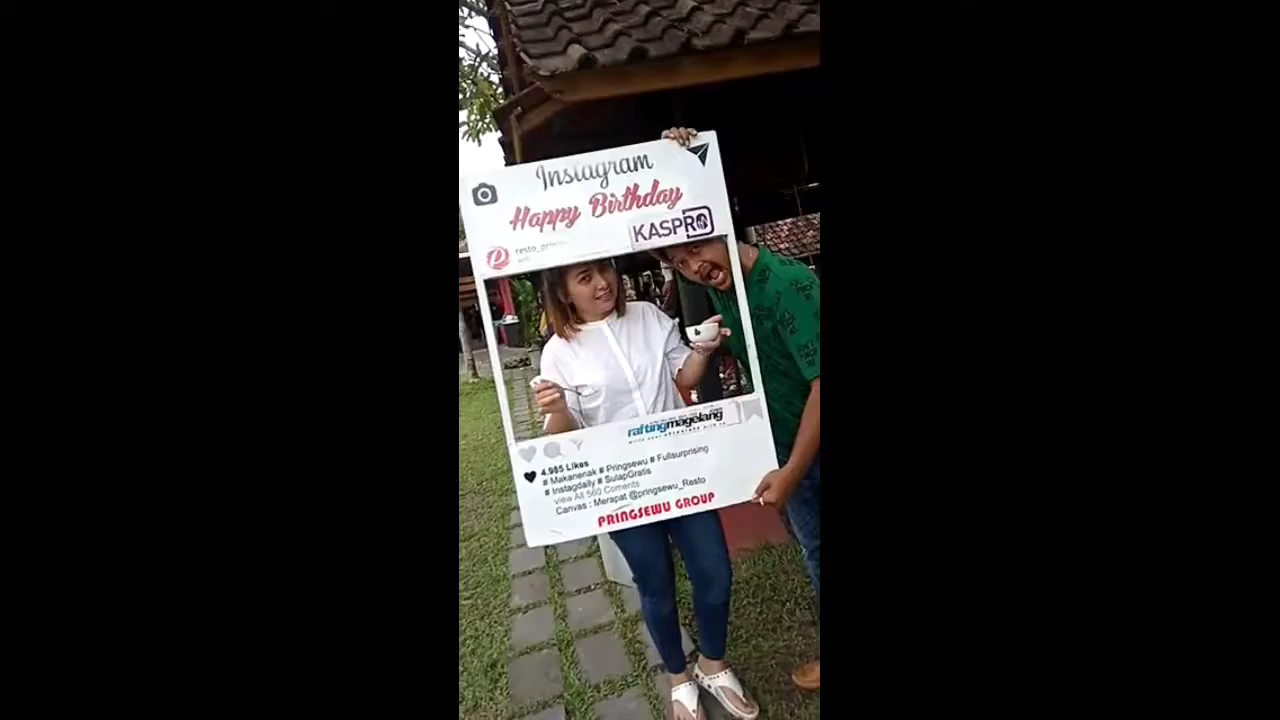 Instagram
Happy Birthday
KASPRO
P
raftingmagelang
4,985 Likes
# Makanenak # Pringsewu # Fullsurprising
# Instagdaily # SulapGratis
view All 560 Coments
Canvas : Merapat @pringsewu_Resto
PRINGSEWU GROUP